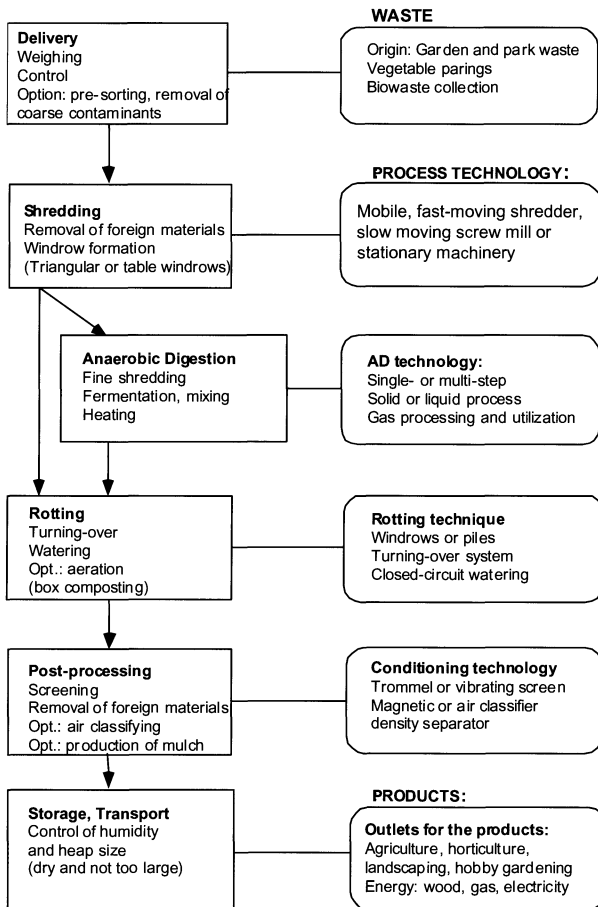 WASTE
Delivery
Weighing
Control
Option: pre-sorting, removal of
coarse contaminants
Origin: Garden and park waste
Vegetable parings
Biowaste collection
PROCESS TECHNOLOGY:
Shredding
Removal of foreign materials
Windrow formation
(Triangular or table windrows)
Mobile, fast-moving shredder,
slow moving screw mill or
stationary machinery
Anaerobic Digestion
Fine shredding
Fermentation, mixing
Heating
AD technology:
Single- or multi-step
Solid or liquid process
Gas processing and utilization
Rotting
Turning-over
Watering
Opt.: aeration
(box composting)
Rotting technique
Windrows or piles
Turning-over system
Closed-circuit watering
Post-processing
Screening
Removal of foreign materials
Opt.: air classifying
Opt.: production of mulch
Conditioning technology
Trommel or vibrating screen
Magnetic or air classifier
density separator
PRODUCTS:
Storage, Transport
Control of humidity
and heap size
(dry and not too large)
Outlets for the products:
Agriculture, horticulture,
landscaping, hobby gardening
Energy: wood, gas, electricity